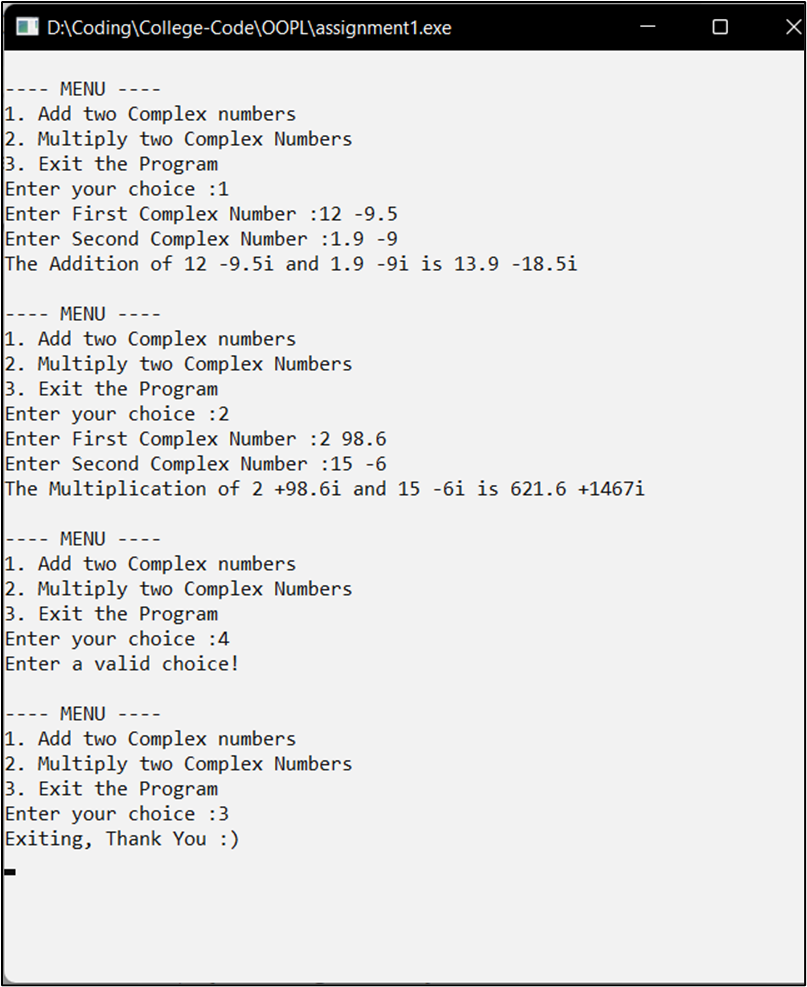 D:\Coding\College-Code\OOPL\assignment1.exe
---- MENU ----
1. Add two Complex numbers
2. Multiply two Complex Numbers
3. Exit the Program
Enter your choice :1
Enter First Complex Number :12 -9.5
Enter Second Complex Number :1.9 -9
The Addition of 12 -9.5i and 1.9 -9i is 13.9 -18.5i
---- MENU ----
1. Add two Complex numbers
2. Multiply two Complex Numbers
3. Exit the Program
Enter your choice :2
Enter First Complex Number :2 98.6
Enter Second Complex Number :15 -6
The Multiplication of 2 +98.6i and 15 -6i is 621.6 +1467i
---- MENU ----
1. Add two Complex numbers
2. Multiply two Complex Numbers
3. Exit the Program
Enter your choice :4
Enter a valid choice!
---- MENU ----
1. Add two Complex numbers
2. Multiply two Complex Numbers
3. Exit the Program
Enter your choice :3
Exiting, Thank You :)